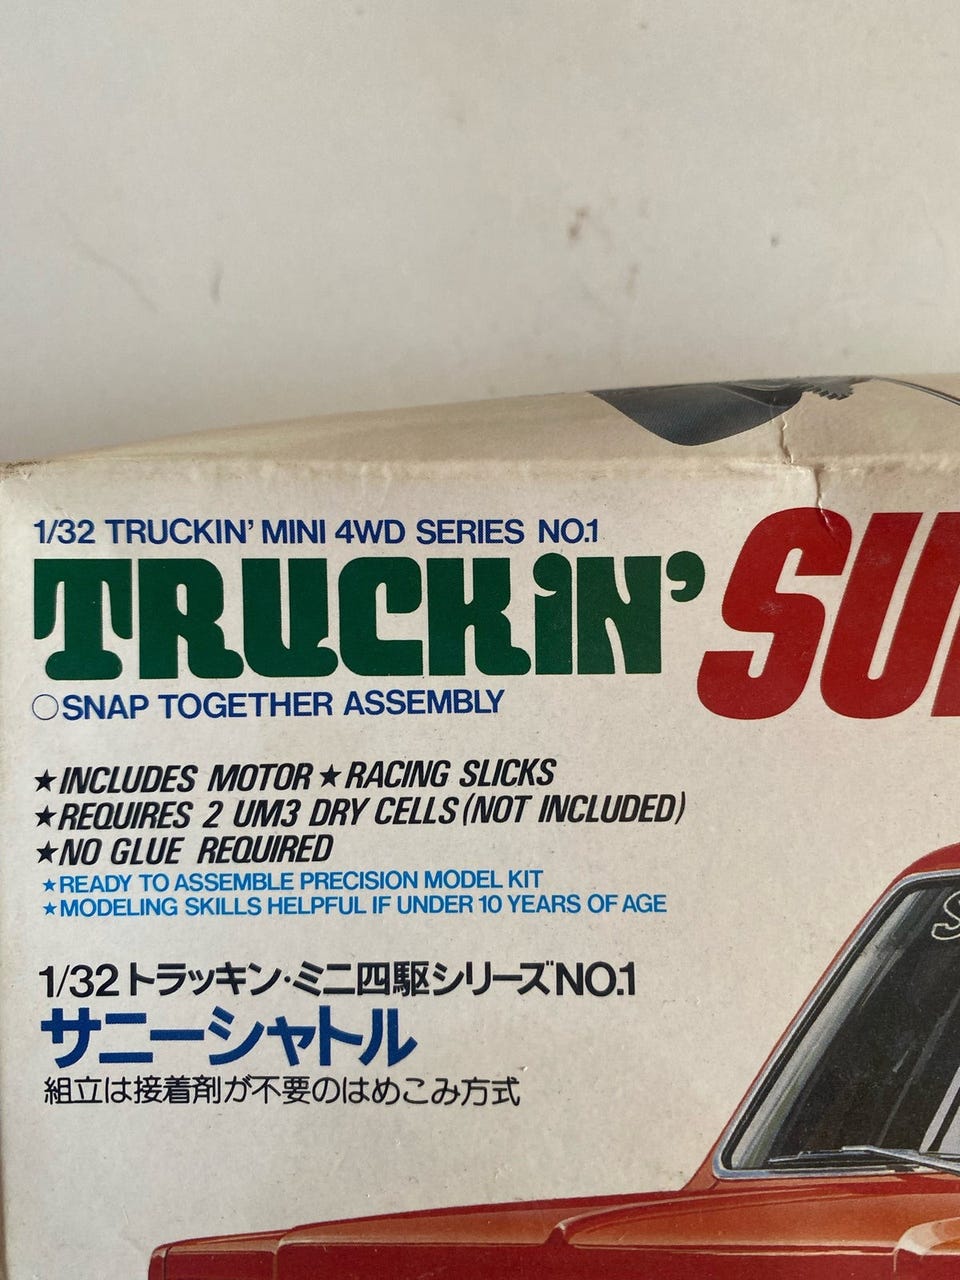 1/32 TRUCKIN' MINI 4WD SERIES NO.1
TRUCKIN'
○SNAP TOGETHER ASSEMBLY
★INCLUDES MOTOR ★RACING SLICKS
★REQUIRES 2 UM3 DRY CELLS (NOT INCLUDED)
★NO GLUE REQUIRED
★READY TO ASSEMBLE PRECISION MODEL KIT
★MODELING SKILLS HELPFUL IF UNDER 10 YEARS OF AGE
1/32トラッキン・ミニ四駆シリーズNO.1
サニーシャトル
組立は接着剤が不要のはめこみ方式